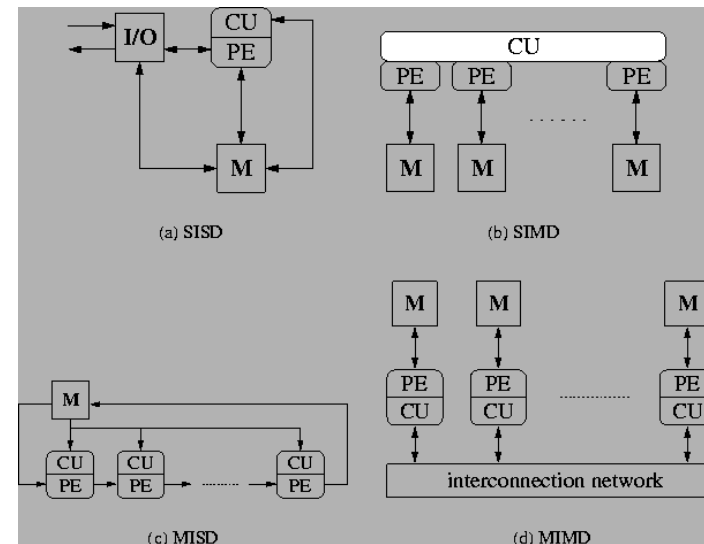 I/O
CU
PE
M
(a) SISD
CU
PE PE PE
M M M
(b) SIMD
M
CU CU CU
PE PE PE
(c) MISD
M M M
PE PE PE
CU CU CU
interconnection network
(d) MIMD